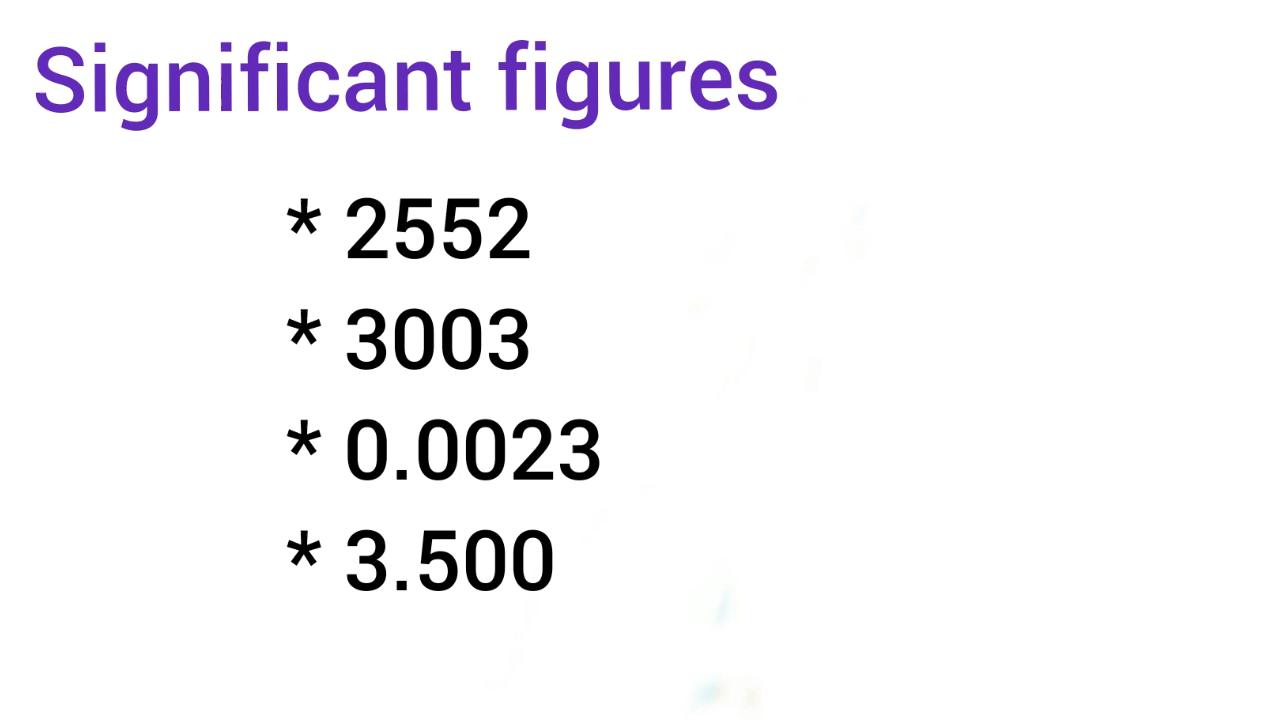 Significant figures
* 2552
* 3003
* 0.0023
* 3.500